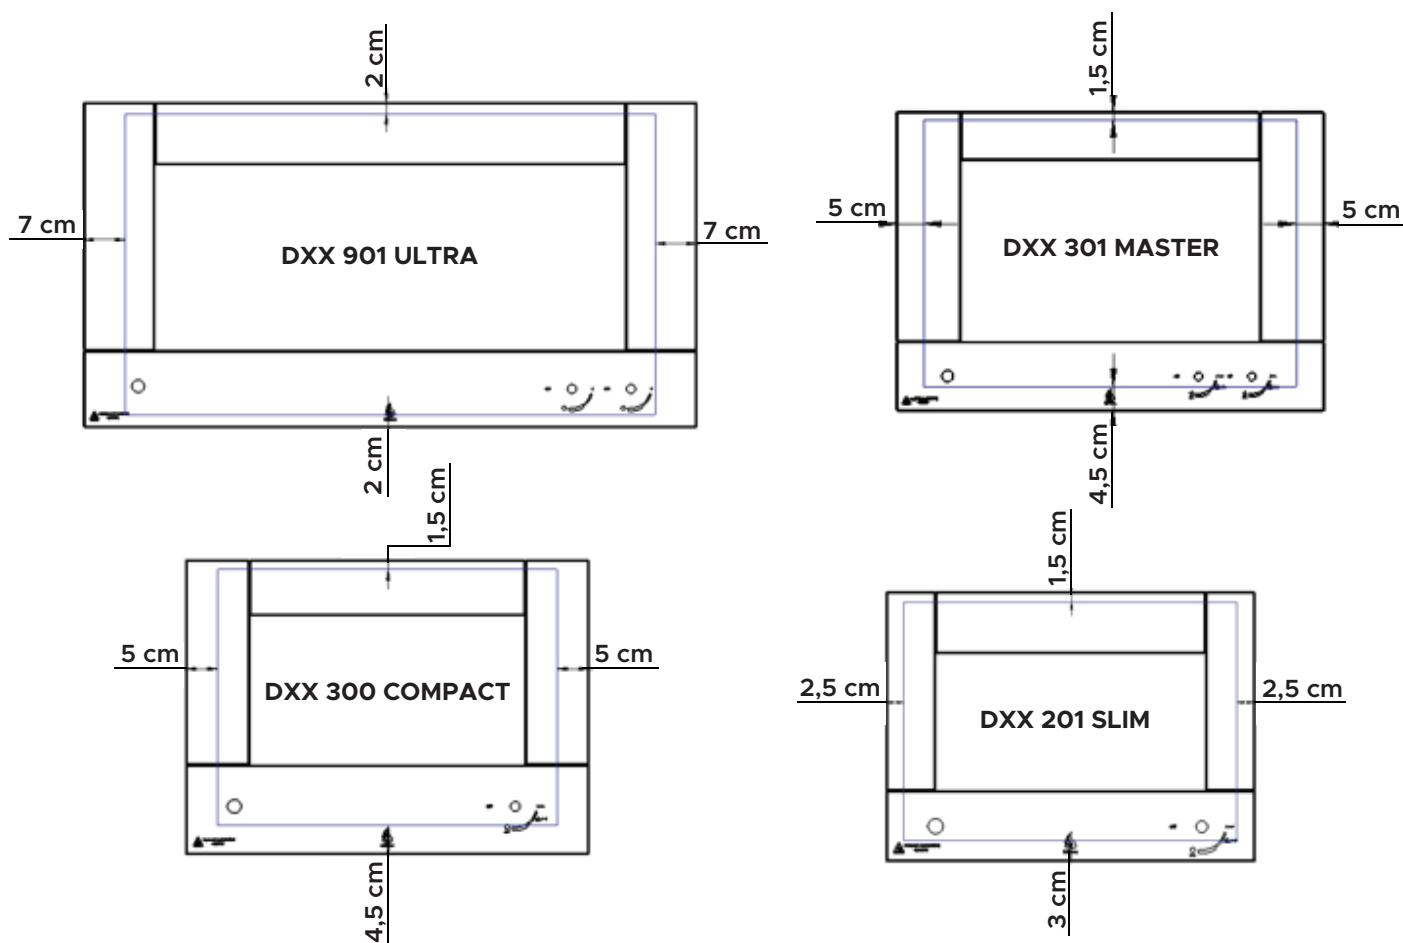 2 cm
7 cm
DXX 901 ULTRA
7 cm
2 cm
1,5 cm
5 cm
DXX 301 MASTER
5 cm
4,5 cm
1,5 cm
5 cm
DXX 300 COMPACT
5 cm
4,5 cm
1,5 cm
2,5 cm
DXX 201 SLIM
2,5 cm
3 cm